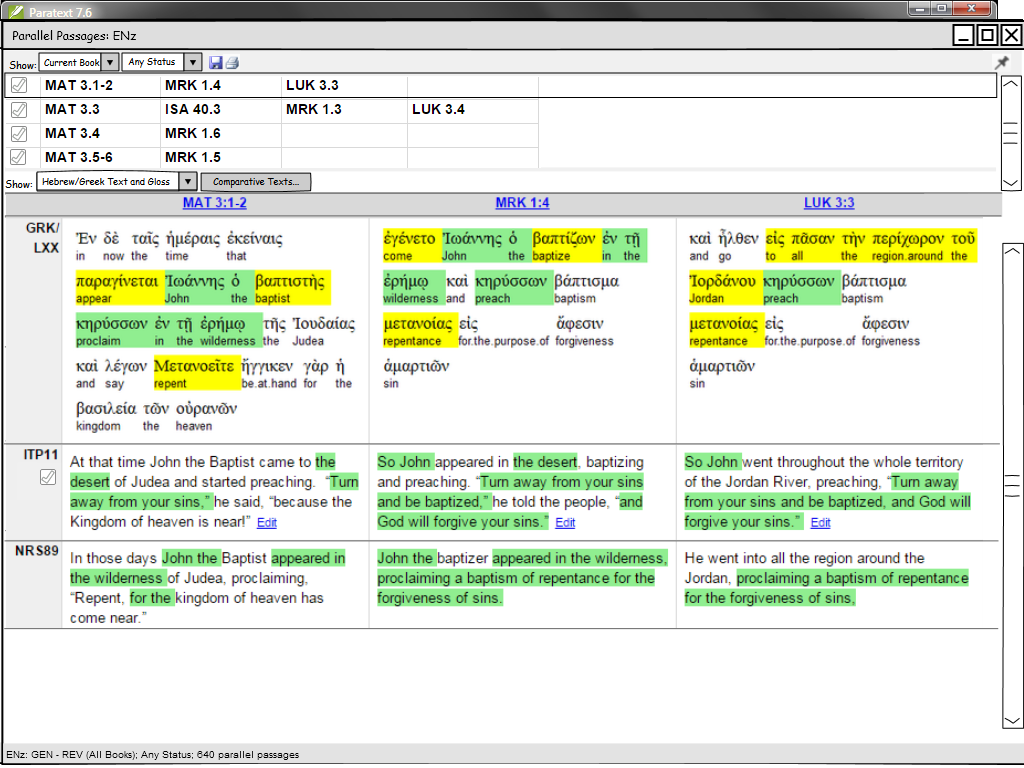 Paratext 7.6
Parallel Passages: ENz
Show: Current Book Any Status
MAT 3.1-2 MRK 1.4 LUK 3.3
MAT 3.3 ISA 40.3 MRK 1.3 LUK 3.4
MAT 3.4 MRK 1.6
MAT 3.5-6 MRK 1.5
Show: Hebrew/Greek Text and Gloss Comparative Texts...
MAT 3:1-2 MRK 1:4 LUK 3:3
GRK/
LXX
Ἐν δὲ ταῖς ἡμέραις ἐκείναις
in now the time that
παραγίνεται Ἰωάννης ὁ βαπτιστὴς
appear John the baptist
κηρύσσων ἐν τῇ ἐρήμῳ τῆς Ἰουδαίας
proclaim in the wilderness the Judea
καὶ λέγων Μετανοεῖτε ἤγγικεν γὰρ ἡ
and say repent be.at.hand for the
βασιλεία τῶν οὐρανῶν
kingdom the heaven
ἐγένετο Ἰωάννης ὁ βαπτίζων ἐν τῇ
come John the baptize in the
ἐρήμῳ καὶ κηρύσσων βάπτισμα
wilderness and preach baptism
μετανοίας εἰς ἄφεσιν
repentance for.the.purpose.of forgiveness
ἁμαρτιῶν
sin
καὶ ἦλθεν εἰς πᾶσαν τὴν περίχωρον τοῦ
and go to all the region.around the
Ἰορδάνου κηρύσσων βάπτισμα
Jordan preach baptism
μετανοίας εἰς ἄφεσιν
repentance for.the.purpose.of forgiveness
ἁμαρτιῶν
sin
ITP11
At that time John the Baptist came to the
desert of Judea and started preaching. “Turn
away from your sins,” he said, “because the
Kingdom of heaven is near!” Edit
So John appeared in the desert, baptizing
and preaching. “Turn away from your sins
and be baptized,” he told the people, “and
God will forgive your sins.” Edit
So John went throughout the whole territory
of the Jordan River, preaching, “Turn away
from your sins and be baptized, and God will
forgive your sins.” Edit
NRS89
In those days John the Baptist appeared in
the wilderness of Judea, proclaiming,
“Repent, for the kingdom of heaven has
come near.”
John the baptizer appeared in the wilderness,
proclaiming a baptism of repentance for the
forgiveness of sins.
He went into all the region around the
Jordan, proclaiming a baptism of repentance
for the forgiveness of sins,
ENz: GEN - REV (All Books); Any Status; 640 parallel passages